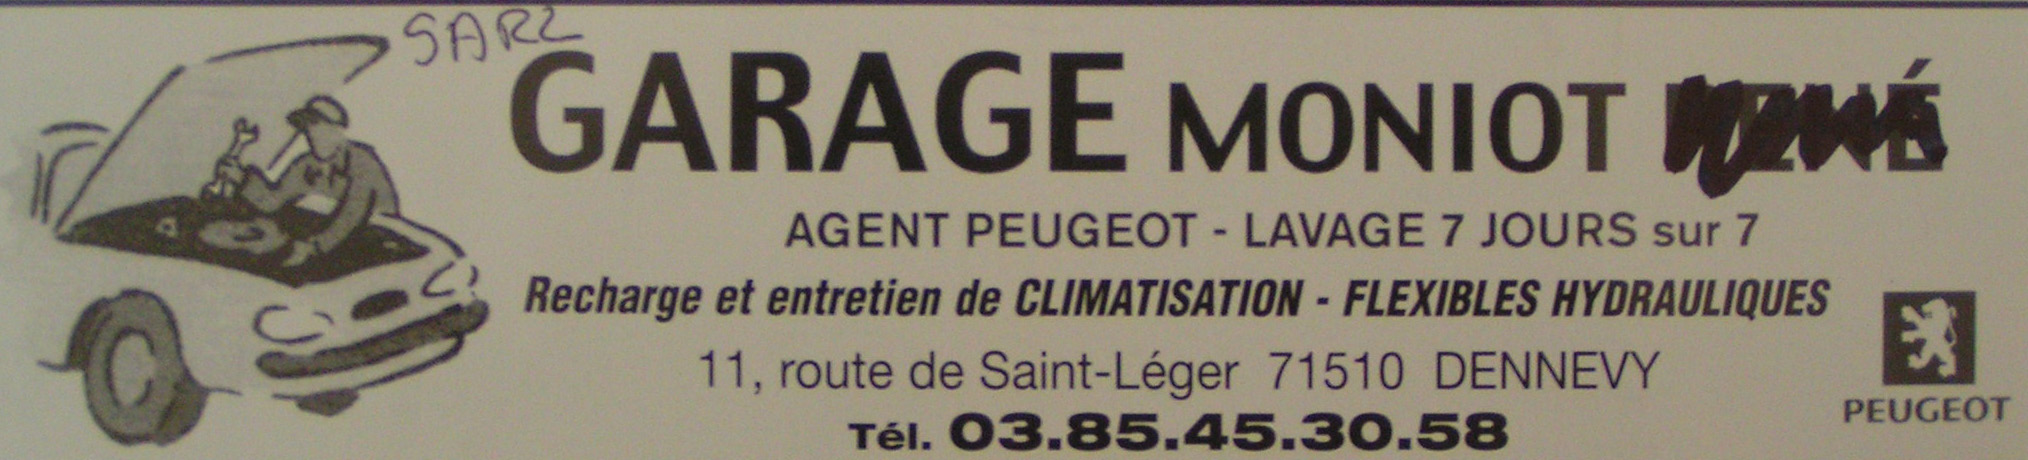 SARL
GARAGE MONIOT RENÉ
AGENT PEUGEOT - LAVAGE 7 JOURS sur 7
Recharge et entretien de CLIMATISATION - FLEXIBLES HYDRAULIQUES
11, route de Saint-Léger 71510 DENNEVY
Tél. 03.85.45.30.58
PEUGEOT